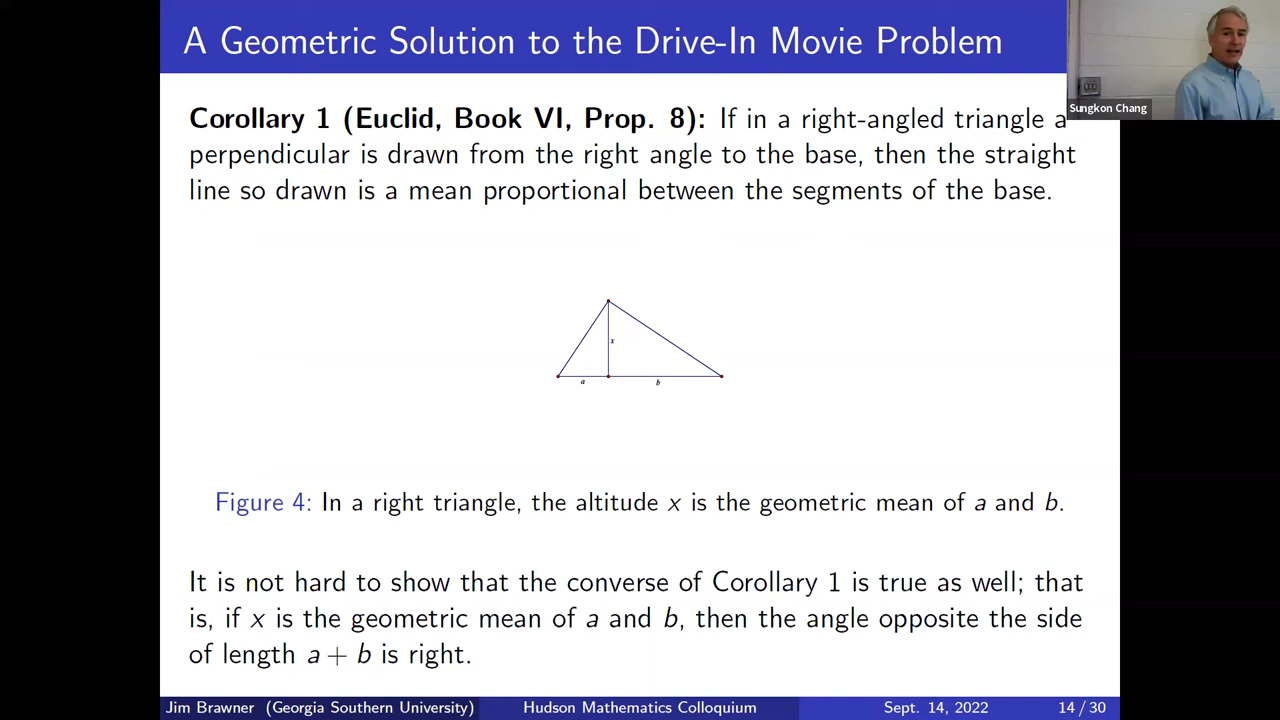 A Geometric Solution to the Drive-In Movie Problem
Sungkon Chang
Corollary 1 (Euclid, Book VI, Prop. 8): If in a right-angled triangle a
perpendicular is drawn from the right angle to the base, then the straight
line so drawn is a mean proportional between the segments of the base.
x
a b
Figure 4: In a right triangle, the altitude x is the geometric mean of a and b.
It is not hard to show that the converse of Corollary 1 is true as well; that
is, if x is the geometric mean of a and b, then the angle opposite the side
of length a + b is right.
Jim Brawner (Georgia Southern University) Hudson Mathematics Colloquium Sept. 14, 2022 14 / 30